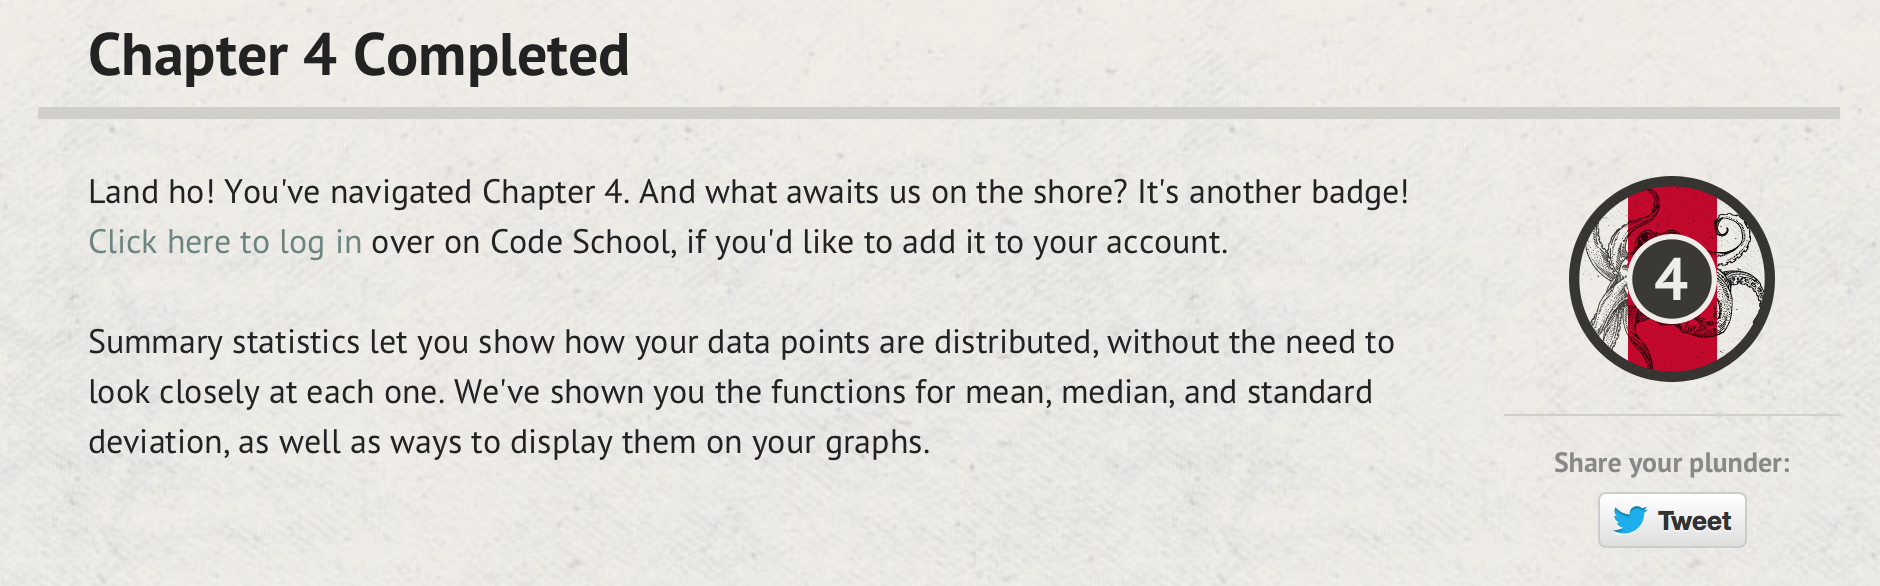 Chapter 4 Completed
Land ho! You've navigated Chapter 4. And what awaits us on the shore? It's another badge!
Click here to log in over on Code School, if you'd like to add it to your account.
Summary statistics let you show how your data points are distributed, without the need to
look closely at each one. We've shown you the functions for mean, median, and standard
deviation, as well as ways to display them on your graphs.
4
Share your plunder:
Tweet